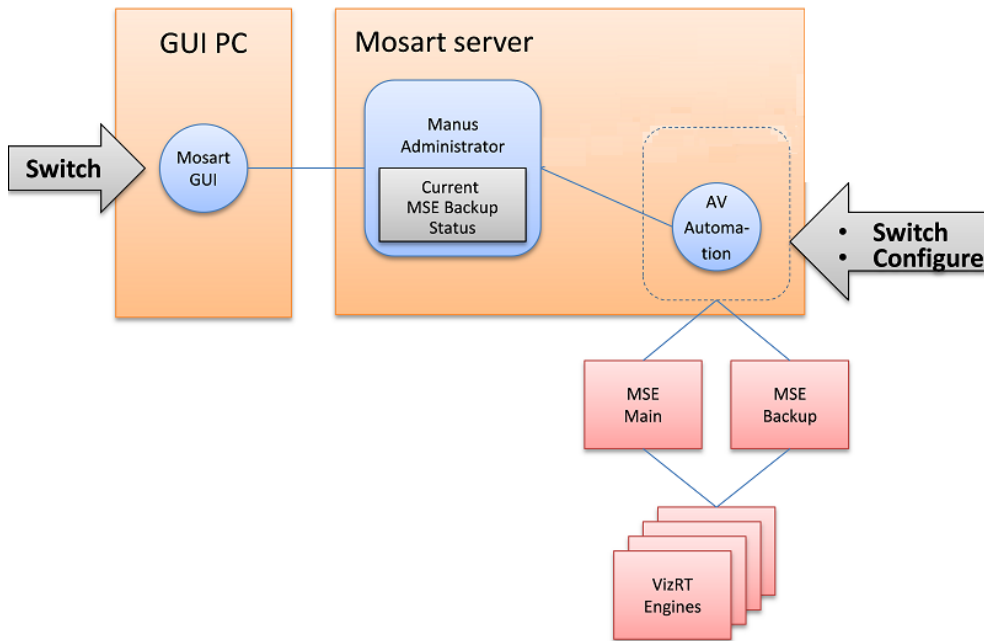 GUI PC
Mosart server
Switch
Mosart
GUI
Manus
Administrator
Current
MSE Backup
Status
AV
Automa-
tion
• Switch
• Configure
MSE
Main
MSE
Backup
VizRT
Engines